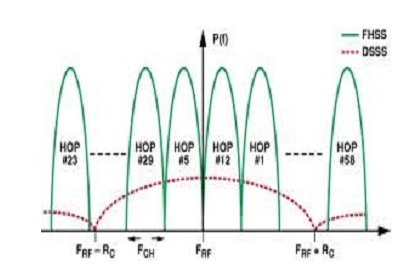 P(f)
FHSS
DSSS
HOP HOP HOP HOP HOP HOP
#23 #29 #5 #12 #1 #58
FRF – RC FCH FRF FRF + RC